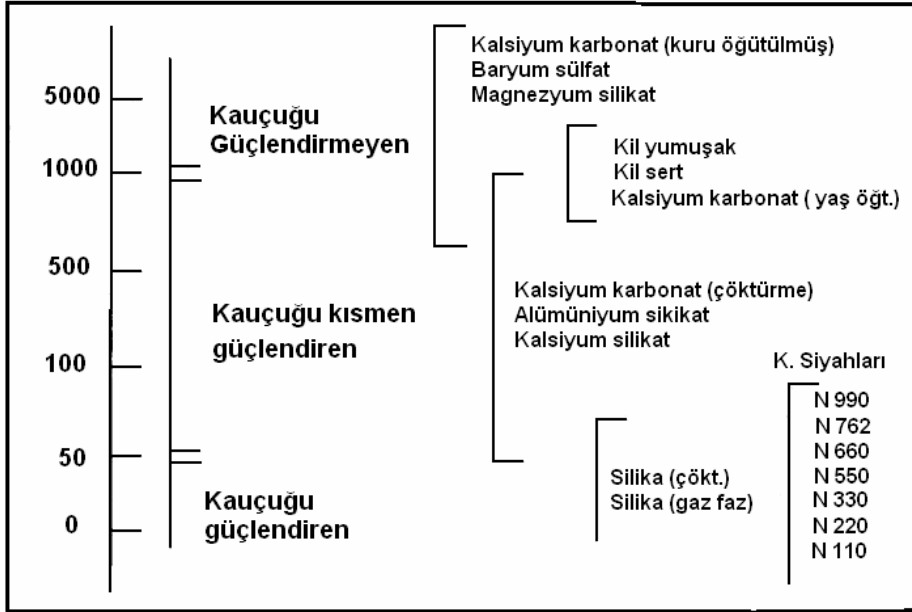 5000
1000
500
100
50
0
Kauçuğu
Güçlendirmeyen
Kauçuğu kısmen
güçlendiren
Kauçuğu
güçlendiren
Kalsiyum karbonat (kuru öğütülmüş)
Baryum sülfat
Magnezyum silikat
Kil yumuşak
Kil sert
Kalsiyum karbonat ( yaş öğt.)
Kalsiyum karbonat (çöktürme)
Alümüniyum sikikat
Kalsiyum silikat
Silika (çökt.)
Silika (gaz faz)
K. Siyahları
N 990
N 762
N 660
N 550
N 330
N 220
N 110